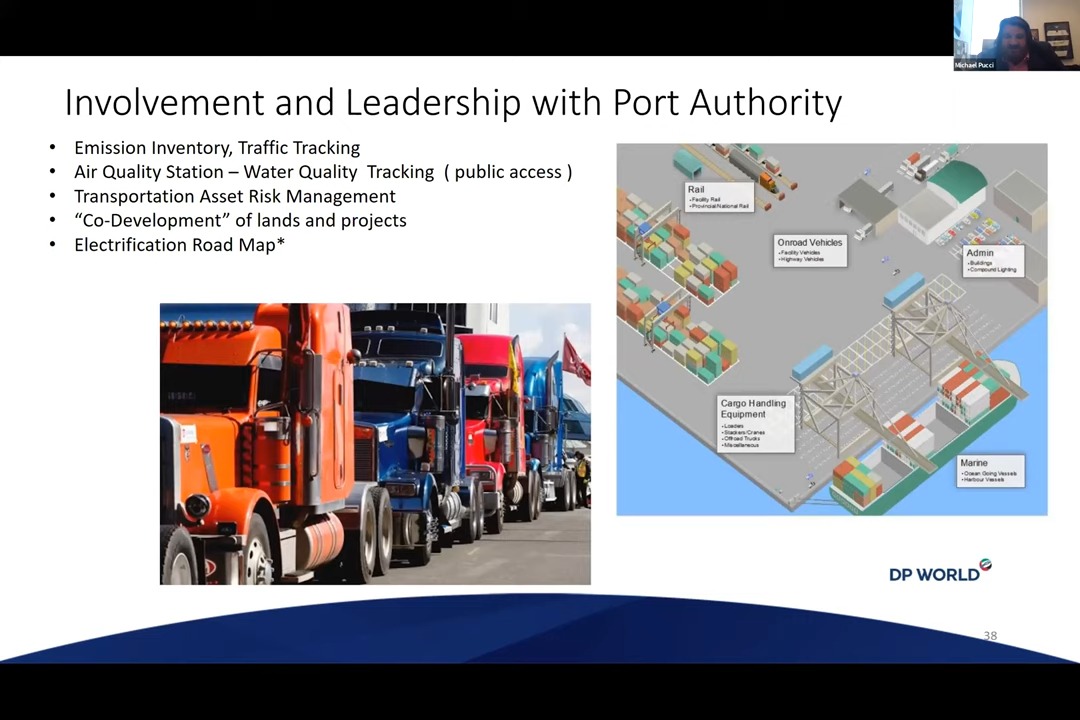 Michael Pucci
Involvement and Leadership with Port Authority
• Emission Inventory, Traffic Tracking
• Air Quality Station – Water Quality Tracking ( public access )
• Transportation Asset Risk Management
• “Co-Development” of lands and projects
• Electrification Road Map*
Rail
• Facility Rail
• Provincial/National Rail
Onroad Vehicles
• Facility Vehicles
• Highway Vehicles
Admin
• Buildings
• Compound Lighting
Cargo Handling
Equipment
• Loaders
• Stackers/Cranes
• Offroad Trucks
• Miscellaneous
Marine
• Ocean Going Vessels
• Harbour Vessels
DP WORLD
38